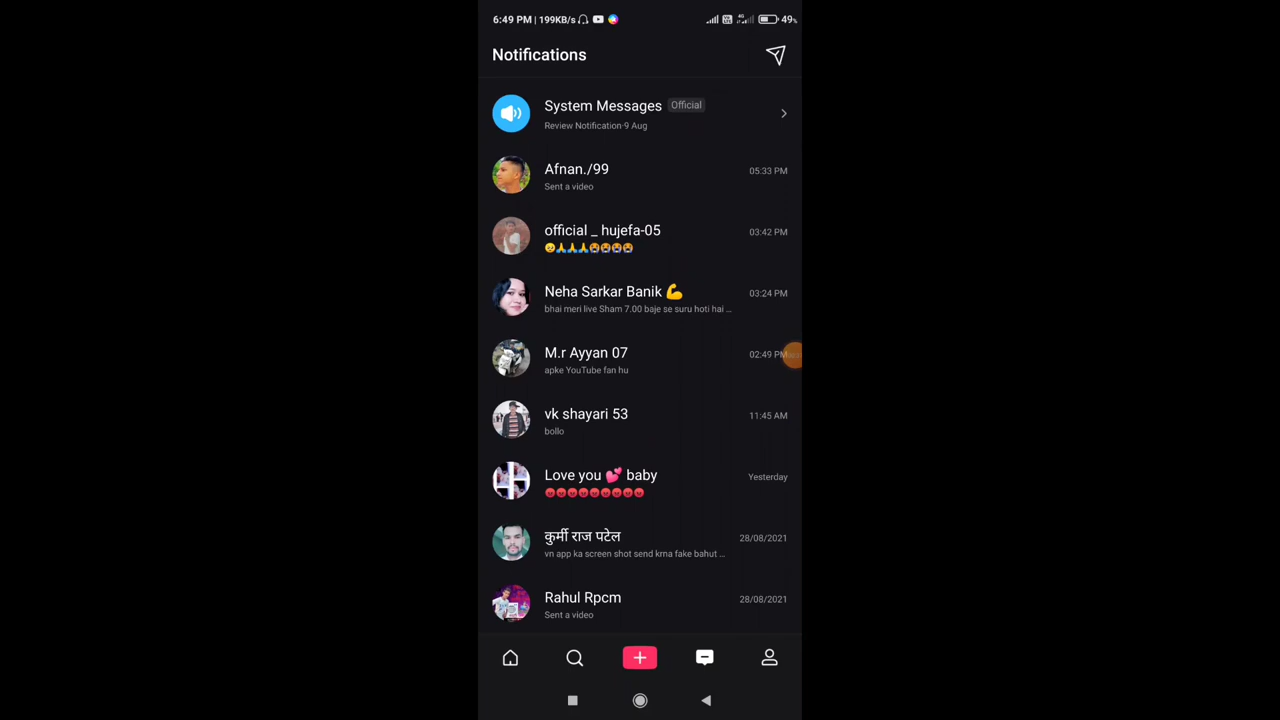 6:49 PM | 199KB/s 49%
Notifications
System Messages Official
Review Notification·9 Aug
Afnan./99 05:33 PM
Sent a video
official _ hujefa-05 03:42 PM
😣🙏🙏🙏😭😭😭😭
Neha Sarkar Banik 💪 03:24 PM
bhai meri live Sham 7.00 baje se suru hoti hai ...
M.r Ayyan 07 02:49 PM
apke YouTube fan hu
vk shayari 53 11:45 AM
bollo
Love you 💕 baby Yesterday
😡😡😡😡😡😡😡😡😡
कुर्मी राज पटेल 28/08/2021
vn app ka screen shot send krna fake bahut ...
Rahul Rpcm 28/08/2021
Sent a video